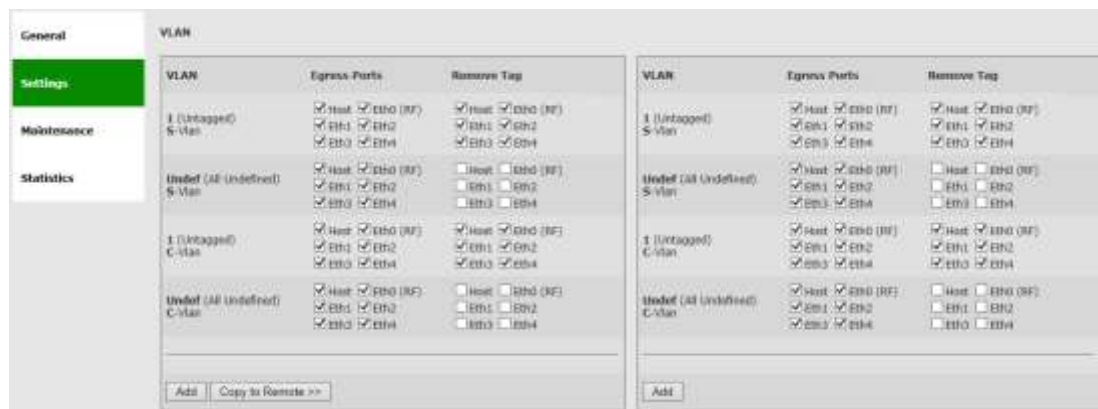 General
Settings
Maintenance
Statistics
VLAN
VLAN Egress Ports Remove Tag
1 (Untagged)
S-Vlan
Host Eth0 (RF) Host Eth0 (RF)
Eth1 Eth2 Eth1 Eth2
Eth3 Eth4 Eth3 Eth4
Undef (All Undefined)
S-Vlan
Host Eth0 (RF) Host Eth0 (RF)
Eth1 Eth2 Eth1 Eth2
Eth3 Eth4 Eth3 Eth4
1 (Untagged)
C-Vlan
Host Eth0 (RF) Host Eth0 (RF)
Eth1 Eth2 Eth1 Eth2
Eth3 Eth4 Eth3 Eth4
Undef (All Undefined)
C-Vlan
Host Eth0 (RF) Host Eth0 (RF)
Eth1 Eth2 Eth1 Eth2
Eth3 Eth4 Eth3 Eth4
Add Copy to Remote >>
VLAN Egress Ports Remove Tag
1 (Untagged)
S-Vlan
Host Eth0 (RF) Host Eth0 (RF)
Eth1 Eth2 Eth1 Eth2
Eth3 Eth4 Eth3 Eth4
Undef (All Undefined)
S-Vlan
Host Eth0 (RF) Host Eth0 (RF)
Eth1 Eth2 Eth1 Eth2
Eth3 Eth4 Eth3 Eth4
1 (Untagged)
C-Vlan
Host Eth0 (RF) Host Eth0 (RF)
Eth1 Eth2 Eth1 Eth2
Eth3 Eth4 Eth3 Eth4
Undef (All Undefined)
C-Vlan
Host Eth0 (RF) Host Eth0 (RF)
Eth1 Eth2 Eth1 Eth2
Eth3 Eth4 Eth3 Eth4
Add